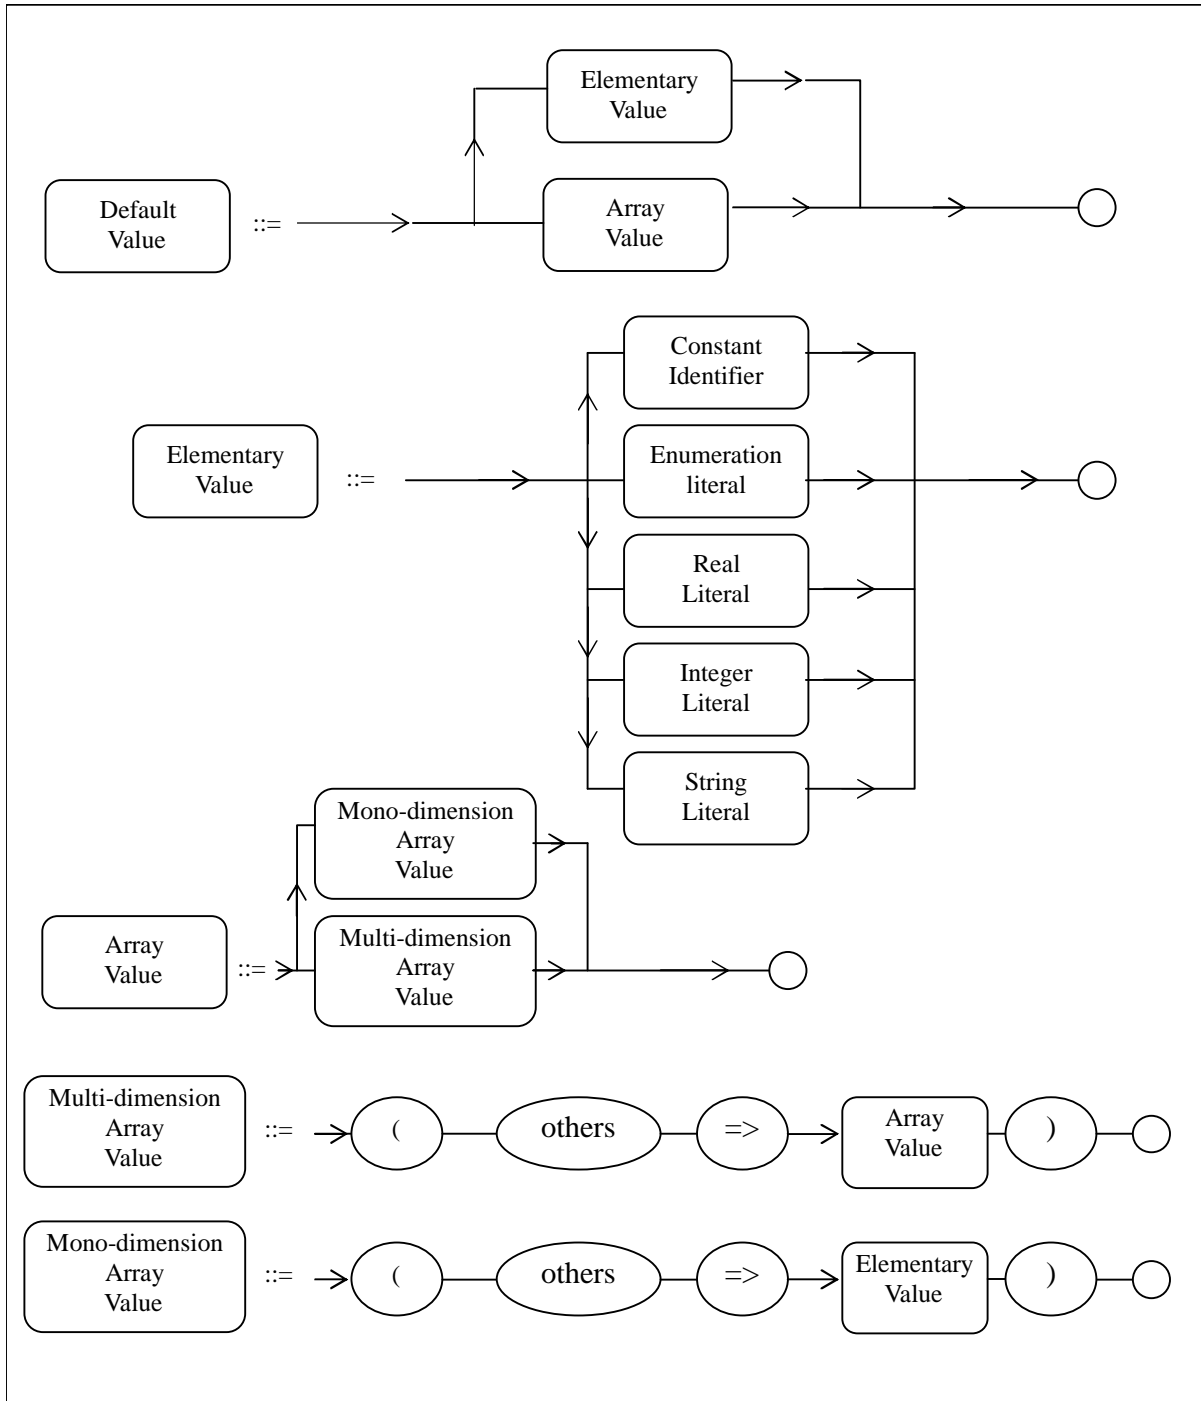 Elementary
Value
Default
Value
::=
Array
Value
Constant
Identifier
Elementary
Value
::=
Enumeration
literal
Real
Literal
Integer
Literal
String
Literal
Mono-dimension
Array
Value
Array
Value
::=
Multi-dimension
Array
Value
Multi-dimension
Array
Value
::=
(
others
=>
Array
Value
)
Mono-dimension
Array
Value
::=
(
others
=>
Elementary
Value
)